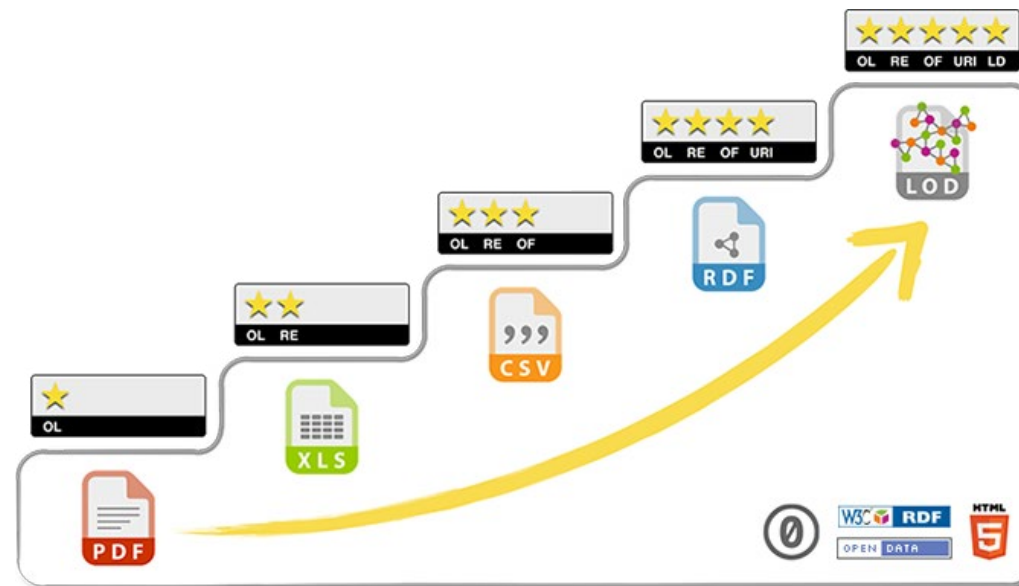 OL RE OF URI LD
LOD
OL RE OF URI
RDF
OL RE OF
,,,
CSV
OL RE
XLS
OL
PDF
0
W3C RDF
OPEN DATA
HTML
5